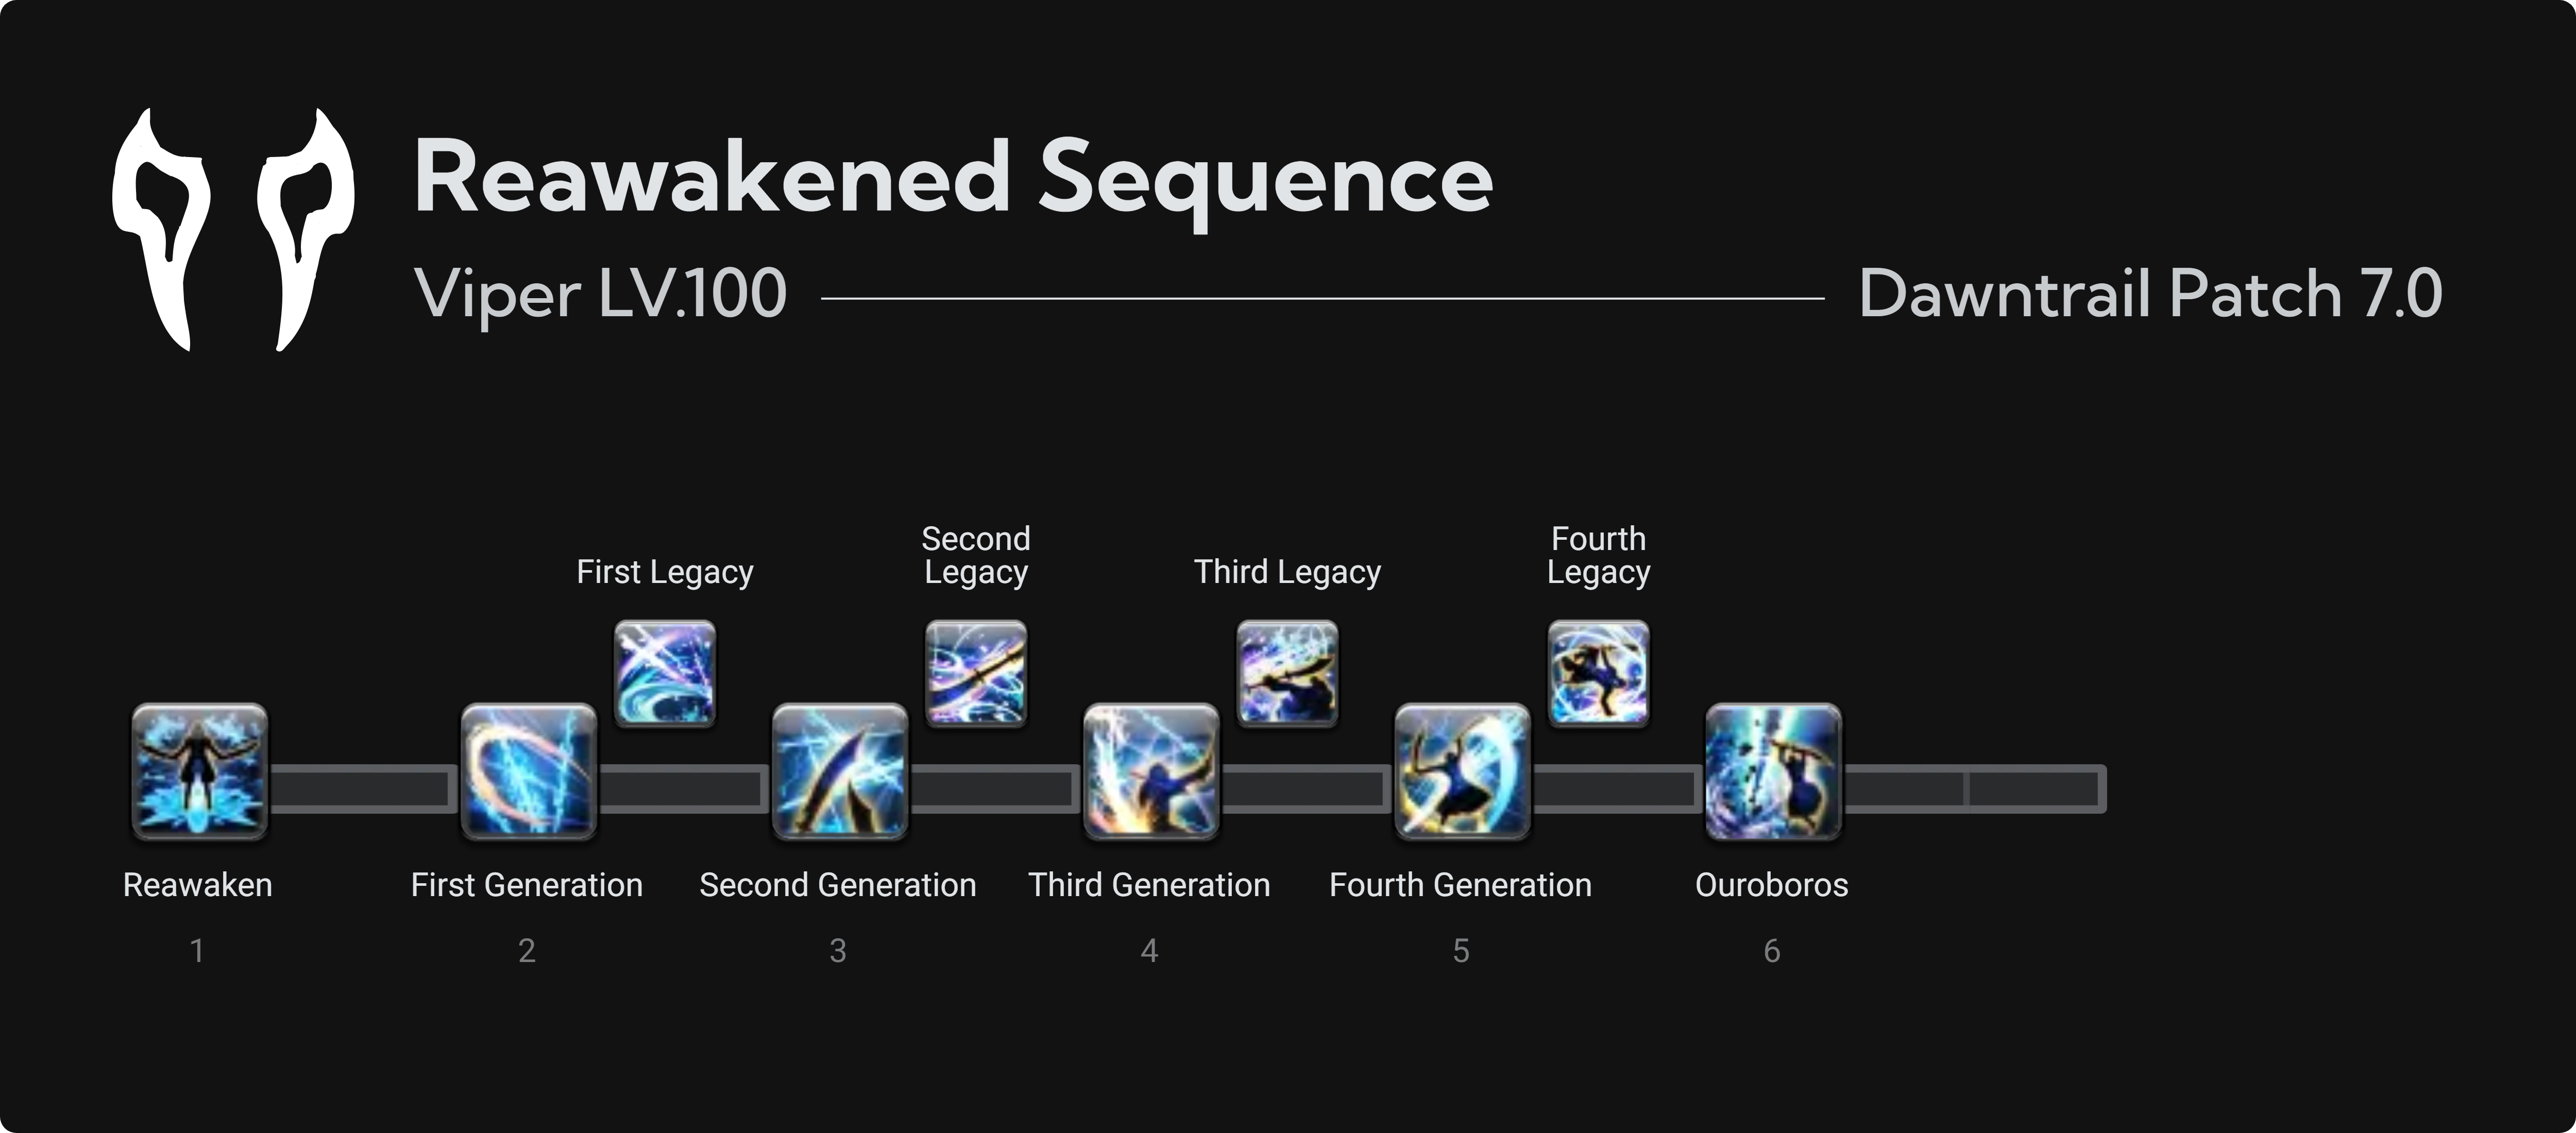 Reawakened Sequence
Viper LV.100
Dawntrail Patch 7.0
First Legacy
Second
Legacy
Third Legacy
Fourth
Legacy
Reawaken
First Generation
Second Generation
Third Generation
Fourth Generation
Ouroboros
1
2
3
4
5
6